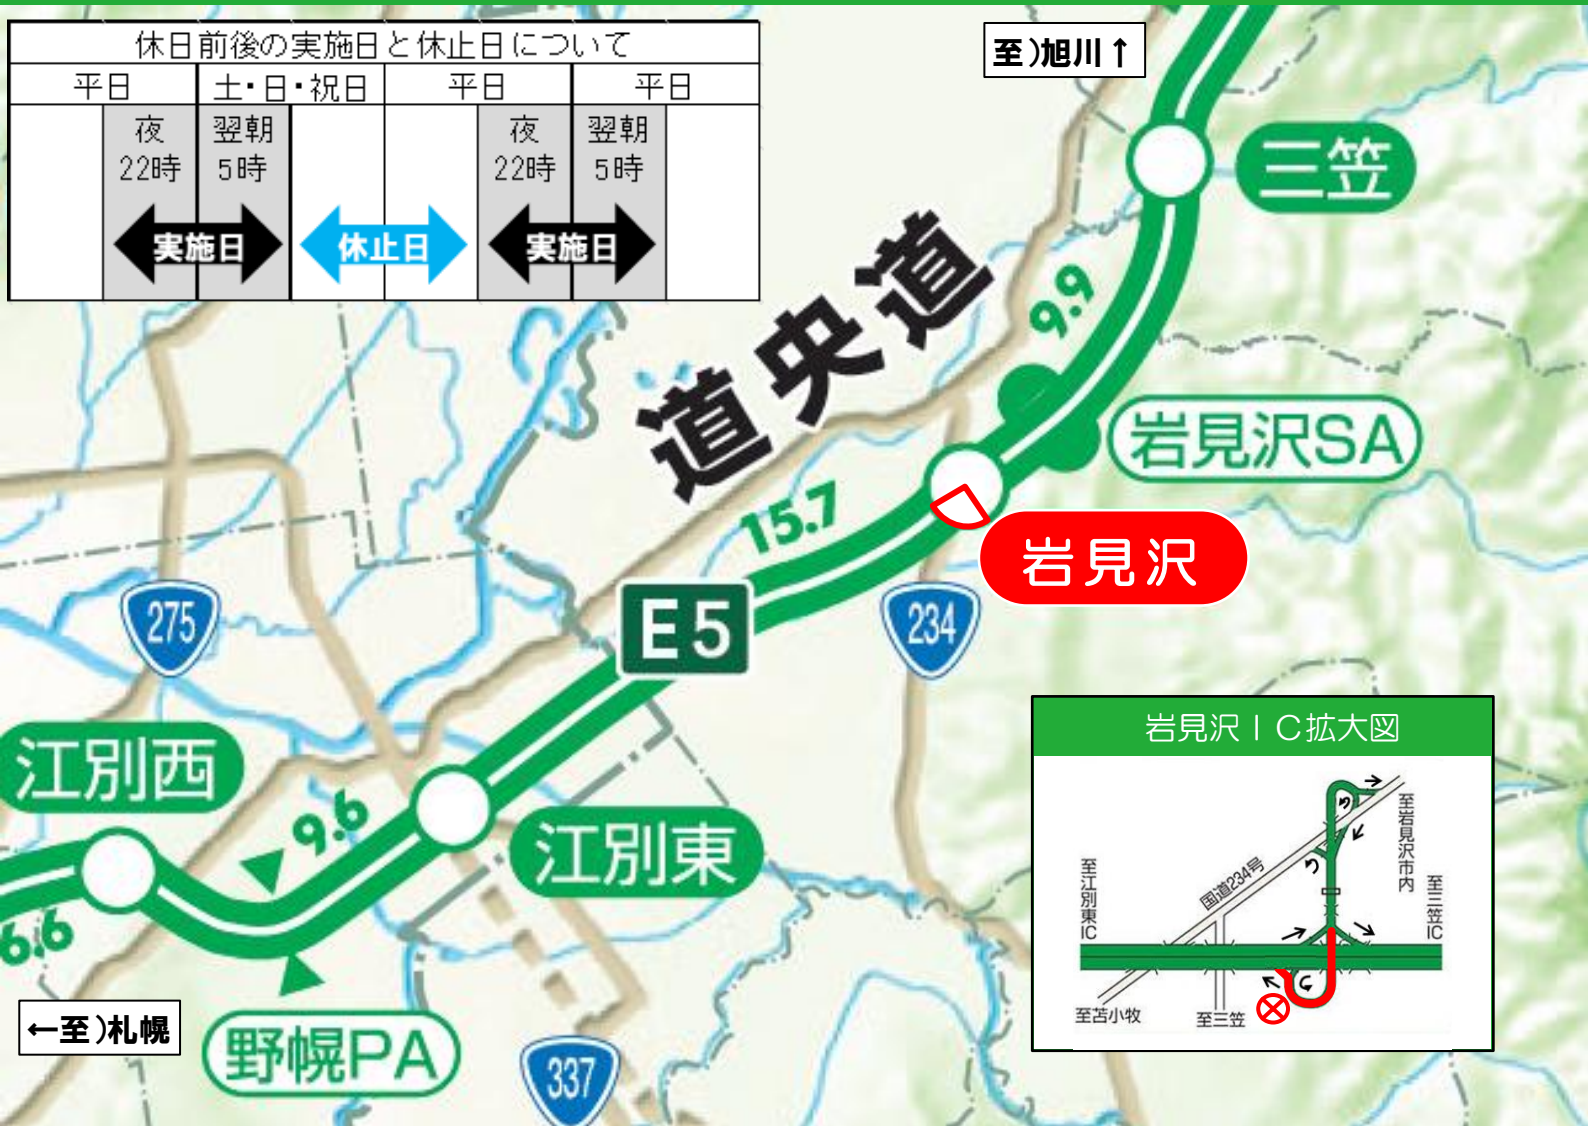 休日前後の実施日と休止日について
平日 土・日・祝日 平日 平日
夜 翌朝 夜 翌朝
22時 5時 22時 5時
実施日 休止日 実施日
至)旭川↑
三笠
道央道
9.9
岩見沢SA
15.7
岩見沢
275
E5
234
江別西
9.6
江別東
6.6
←至)札幌
野幌PA
337
岩見沢IC拡大図
至岩見沢市内
国道234号
至江別東IC
至三笠IC
至苫小牧
至三笠